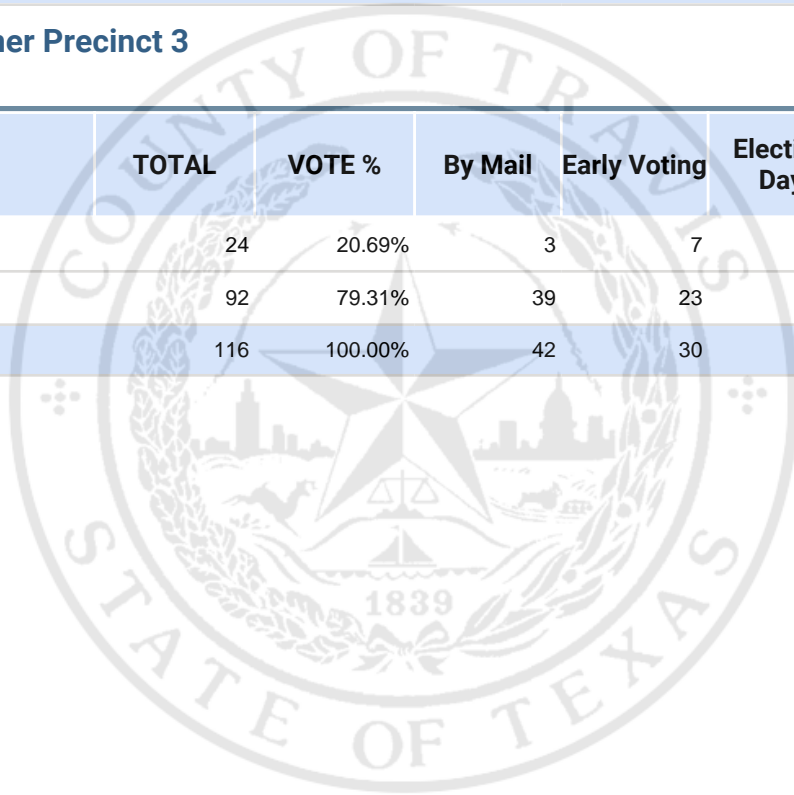 ner Precinct 3
TOTAL VOTE % By Mail Early Voting Electi
Day
24 20.69% 3 7
92 79.31% 39 23
116 100.00% 42 30
COUNTY OF TRAVIS
1839
STATE OF TEXAS